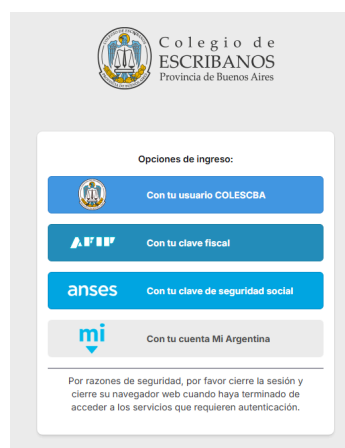 Colegio de
ESCRIBANOS
Provincia de Buenos Aires
Opciones de ingreso:
Con tu usuario COLESCBA
AFIP
Con tu clave fiscal
anses
Con tu clave de seguridad social
mi
Con tu cuenta Mi Argentina
Por razones de seguridad, por favor cierre la sesión y
cierre su navegador web cuando haya terminado de
acceder a los servicios que requieren autenticación.